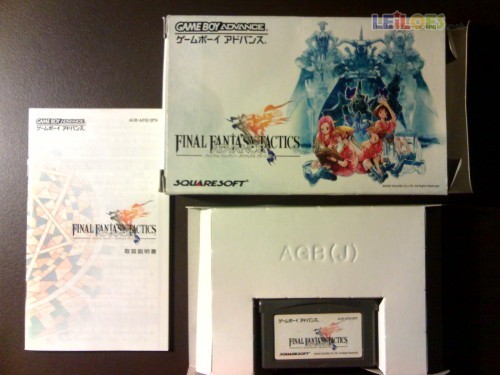 LEILOES
GAME BOY ADVANCE
ゲームボーイ アドバンス
FINAL FANTASY TACTICS
SQUARESOFT
GAME BOY ADVANCE
ゲームボーイ アドバンス
FINAL FANTASY TACTICS
取扱説明書
AGB(J)
ゲームボーイ アドバンス
FINAL FANTASY TACTICS
SQUARESOFT